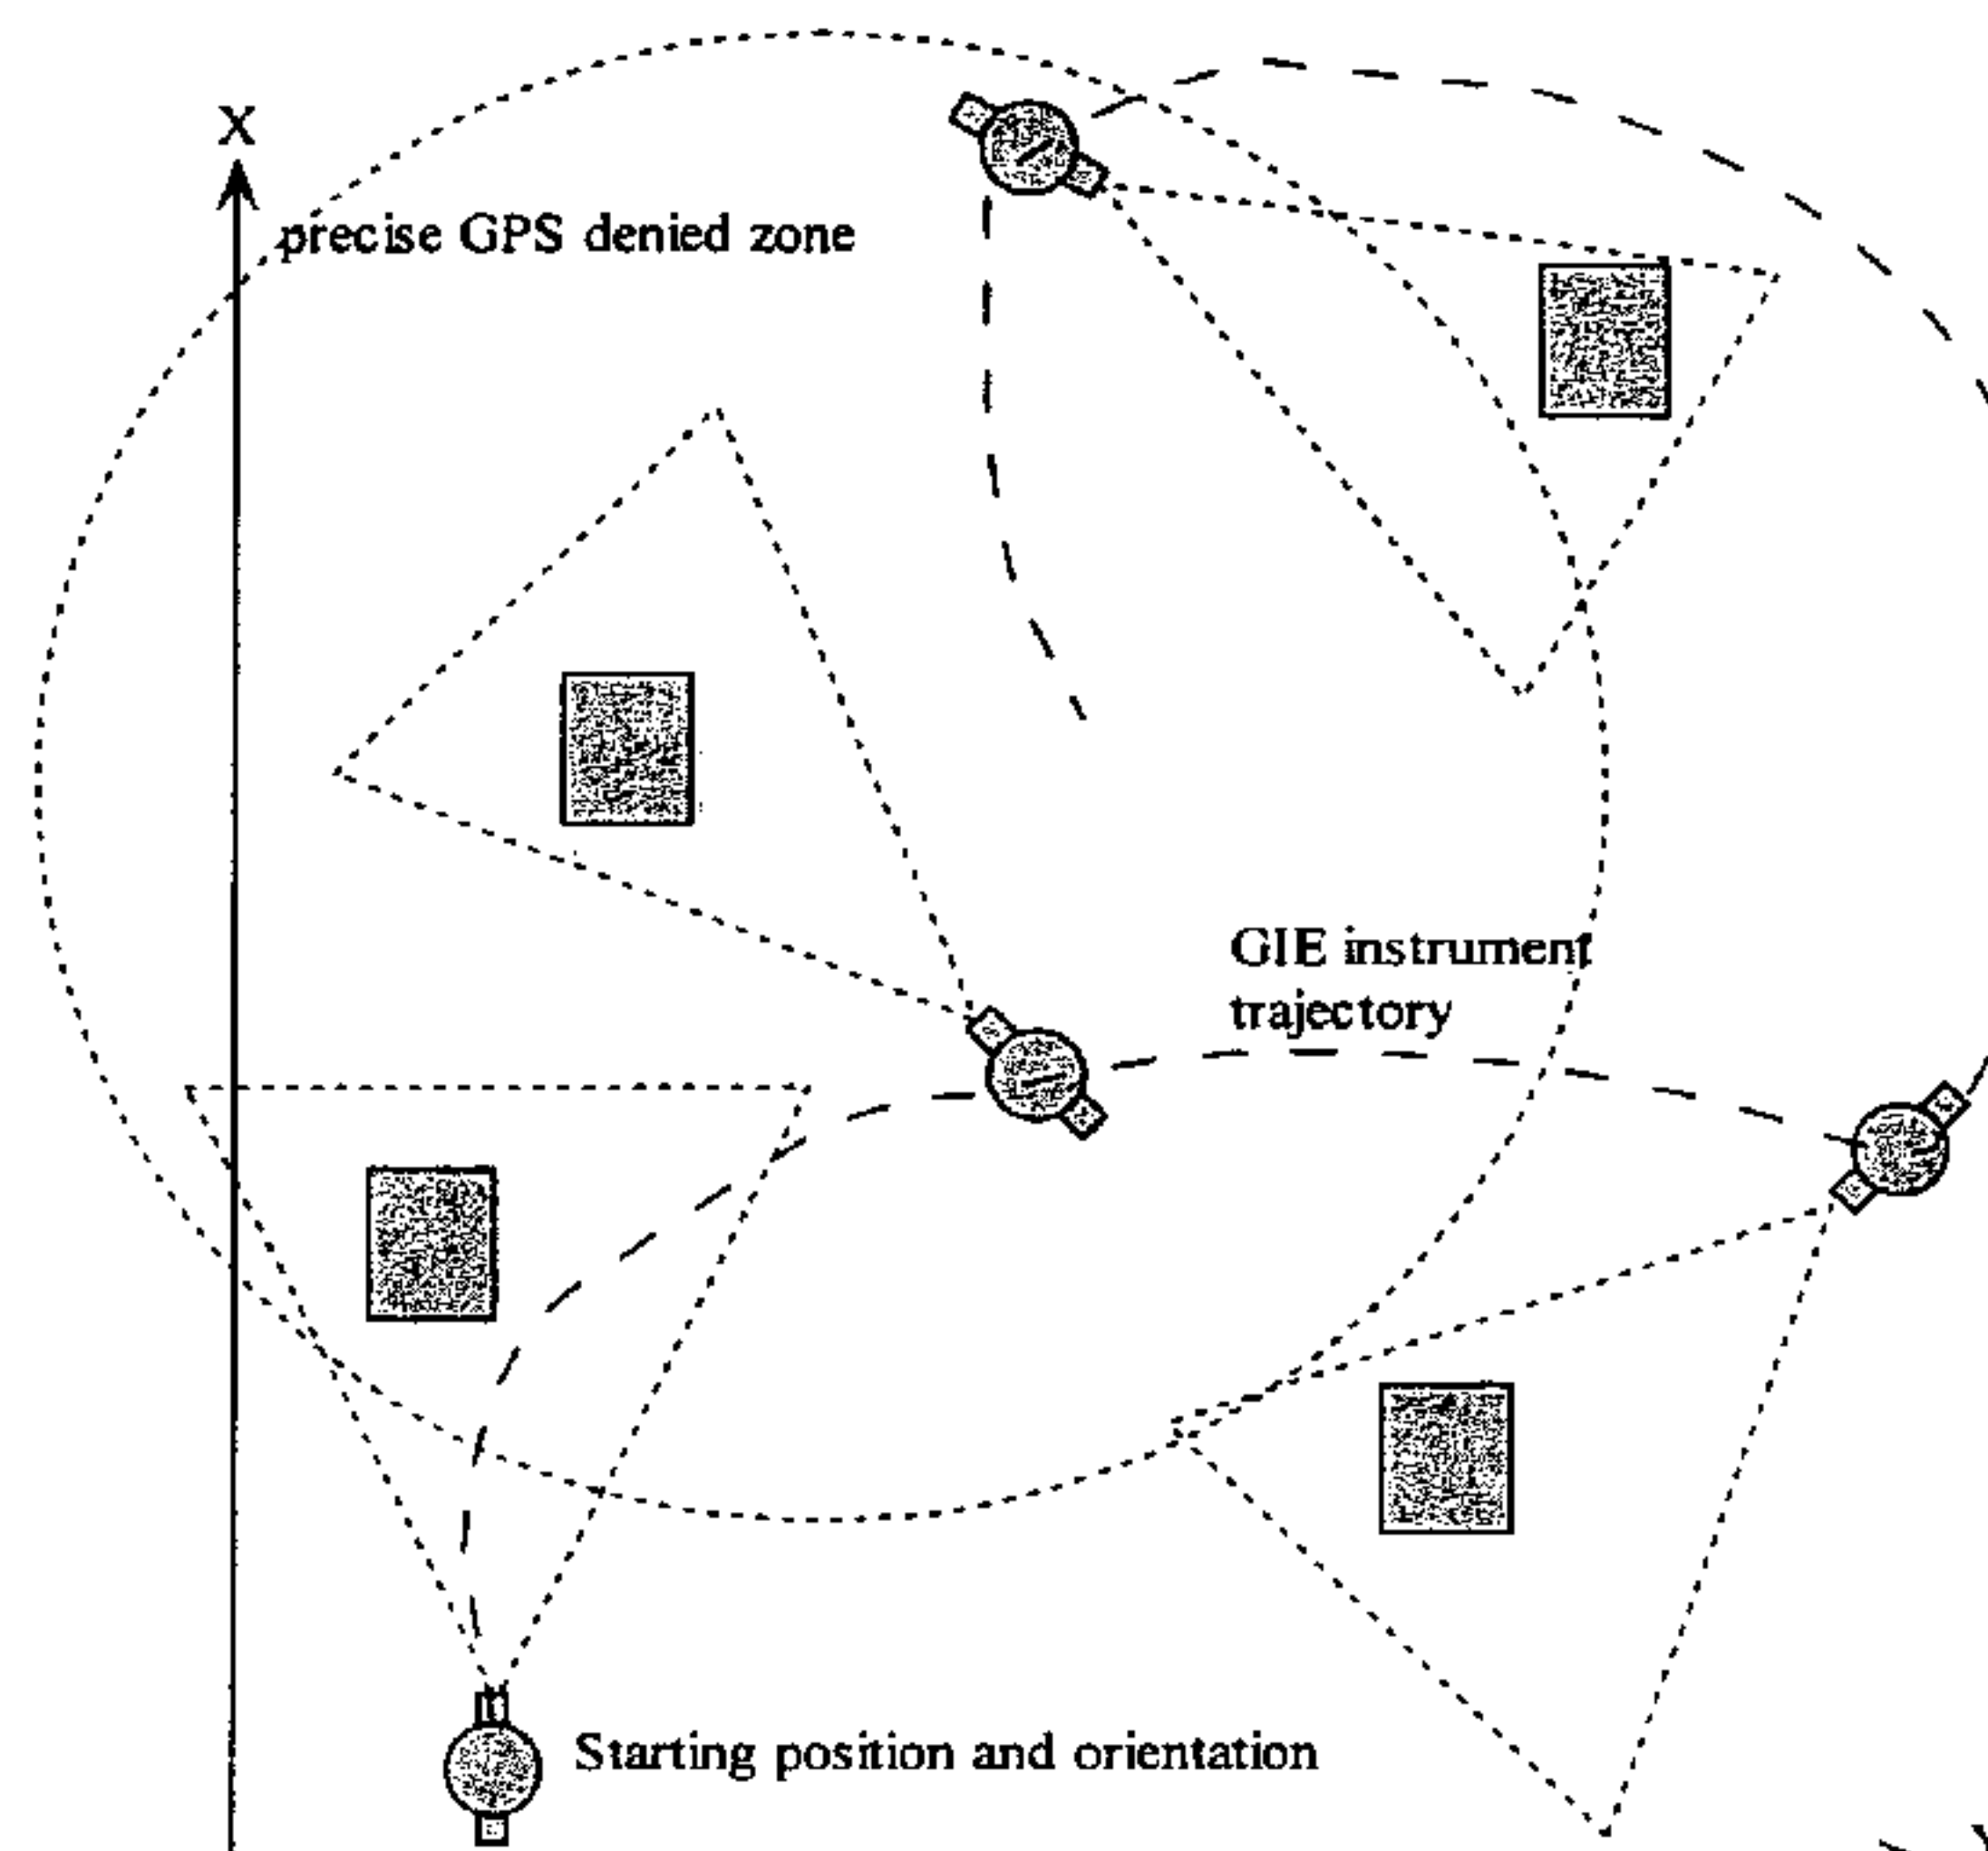 X
precise GPS denied zone
GIE instrument
trajectory
Starting position and orientation